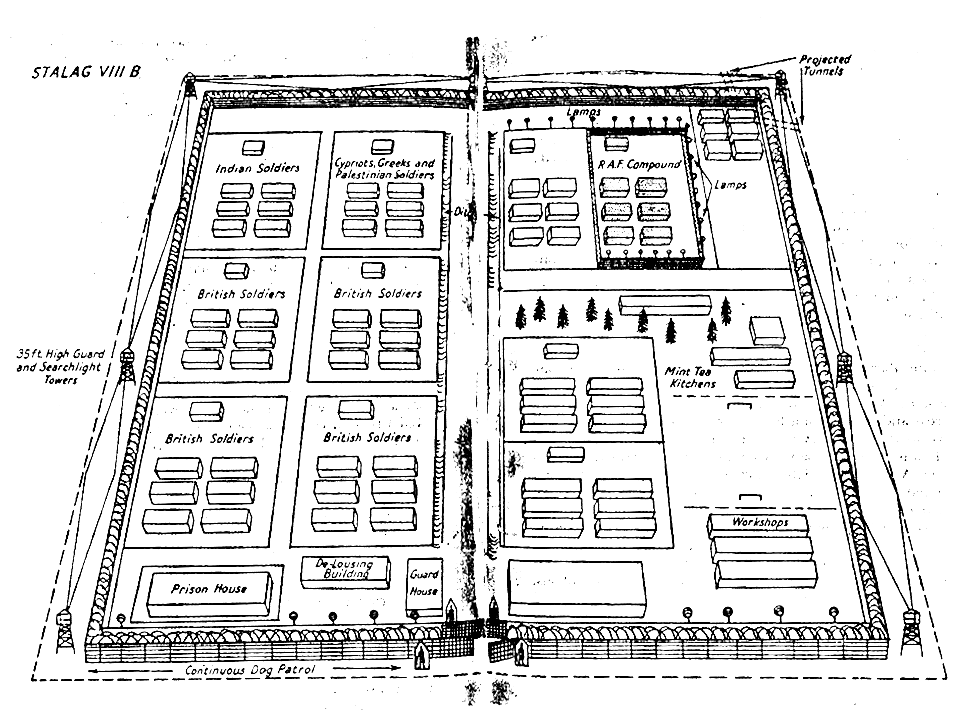 STALAG VIII B
Projected
Tunnels
Lamps
Indian Soldiers
Cypriots, Greeks and
Palestinian Soldiers
R.A.F. Compound
Lamps
British Soldiers
British Soldiers
35ft. High Guard
and Searchlight
Towers
Mint Tea
Kitchens
British Soldiers
British Soldiers
Workshops
De-Lousing
Building
Prison House
Guard
House
Continuous Dog Patrol